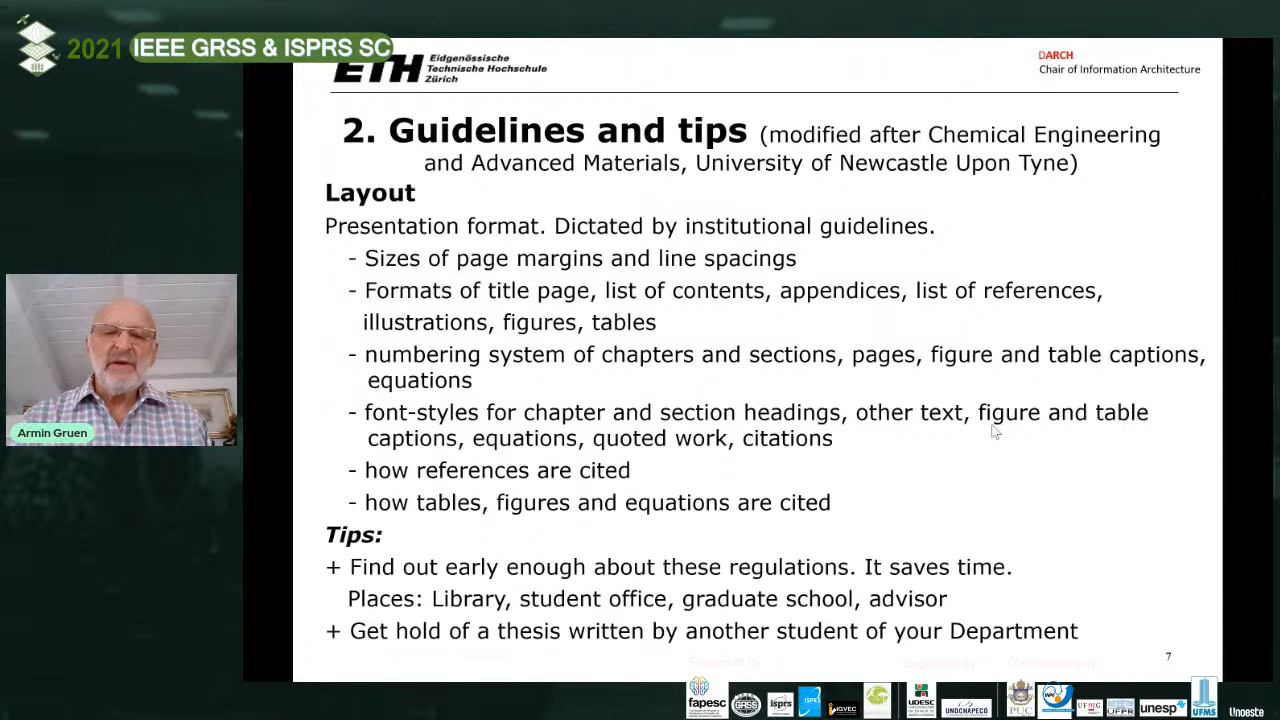 2021 IEEE GRSS & ISPRS SC
ETH Eidgenössische
Technische Hochschule
Zürich
DARCH
Chair of Information Architecture
2. Guidelines and tips (modified after Chemical Engineering
and Advanced Materials, University of Newcastle Upon Tyne)
Layout
Presentation format. Dictated by institutional guidelines.
- Sizes of page margins and line spacings
- Formats of title page, list of contents, appendices, list of references,
illustrations, figures, tables
- numbering system of chapters and sections, pages, figure and table captions,
equations
- font-styles for chapter and section headings, other text, figure and table
captions, equations, quoted work, citations
- how references are cited
- how tables, figures and equations are cited
Tips:
+ Find out early enough about these regulations. It saves time.
Places: Library, student office, graduate school, advisor
+ Get hold of a thesis written by another student of your Department
7
Armin Gruen
fapesc GRSS isprs ISPRS IGVEC UDESC UNOCHAPECÓ PUC UFMG UFPR unesp UFMS Unoeste